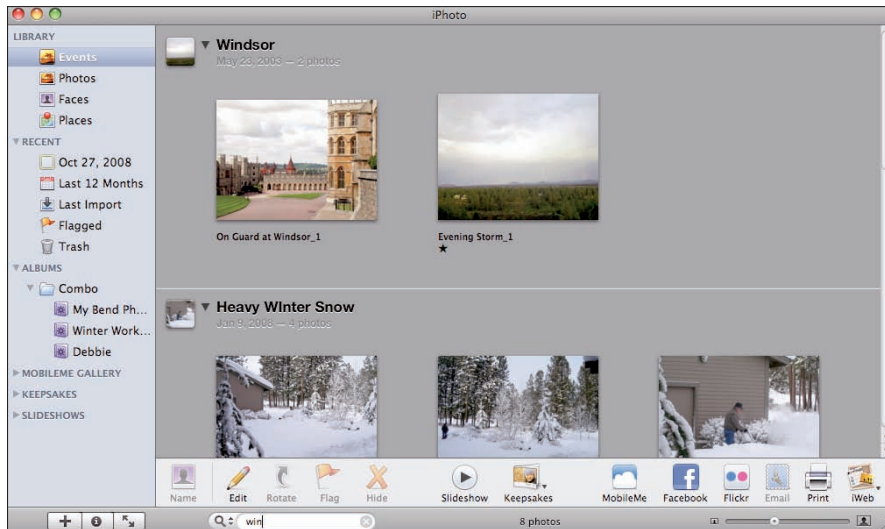 iPhoto
LIBRARY
Events
Photos
Faces
Places
RECENT
Oct 27, 2008
Last 12 Months
Last Import
Flagged
Trash
ALBUMS
Combo
My Bend Ph...
Winter Work...
Debbie
MOBILEME GALLERY
KEEPSAKES
SLIDESHOWS
Windsor
May 23, 2003 — 2 photos
On Guard at Windsor_1
Evening Storm_1
★
Heavy WInter Snow
Jan 9, 2008 — 4 photos
Name
Edit
Rotate
Flag
Hide
Slideshow
Keepsakes
MobileMe
Facebook
Flickr
Email
Print
iWeb
win
8 photos